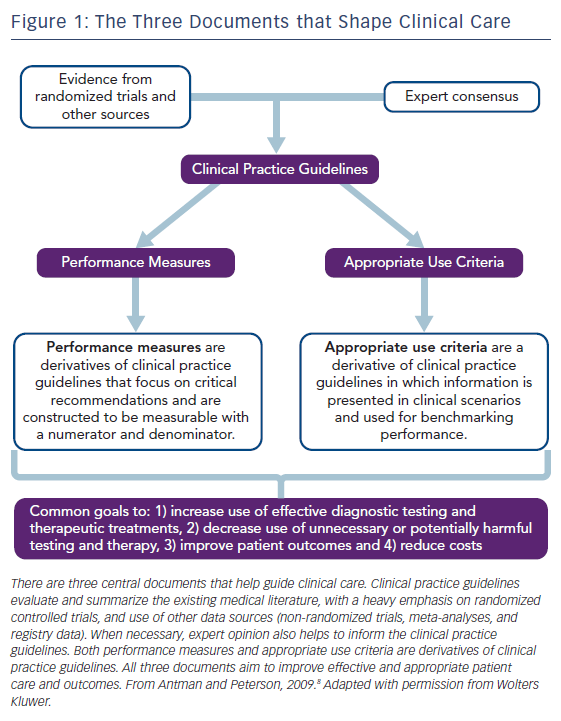 Figure 1: The Three Documents that Shape Clinical Care
Evidence from
randomized trials and
other sources
Expert consensus
Clinical Practice Guidelines
Performance Measures
Appropriate Use Criteria
Performance measures are
derivatives of clinical practice
guidelines that focus on critical
recommendations and are
constructed to be measurable with
a numerator and denominator.
Appropriate use criteria are a
derivative of clinical practice
guidelines in which information is
presented in clinical scenarios
and used for benchmarking
performance.
Common goals to: 1) increase use of effective diagnostic testing and
therapeutic treatments, 2) decrease use of unnecessary or potentially harmful
testing and therapy, 3) improve patient outcomes and 4) reduce costs
There are three central documents that help guide clinical care. Clinical practice guidelines
evaluate and summarize the existing medical literature, with a heavy emphasis on randomized
controlled trials, and use of other data sources (non-randomized trials, meta-analyses, and
registry data). When necessary, expert opinion also helps to inform the clinical practice
guidelines. Both performance measures and appropriate use criteria are derivatives of clinical
practice guidelines. All three documents aim to improve effective and appropriate patient
care and outcomes. From Antman and Peterson, 2009.⁸ Adapted with permission from Wolters
Kluwer.